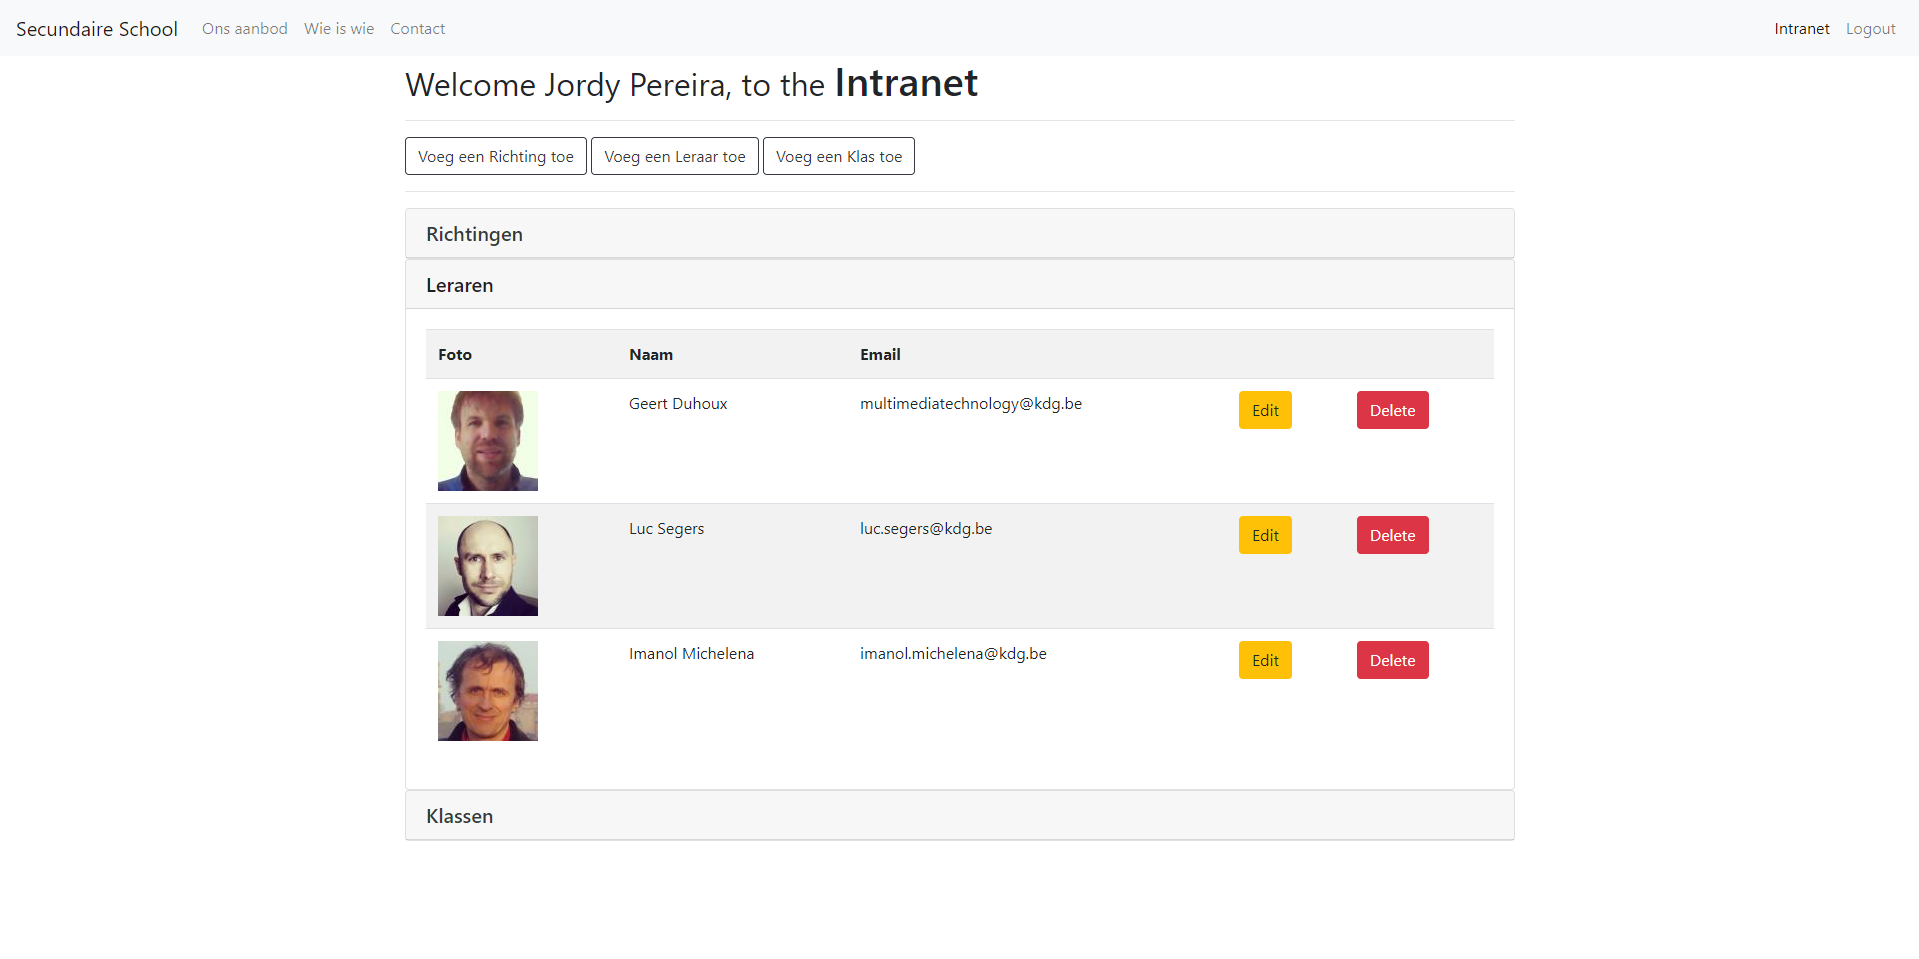 Secundaire School Ons aanbod Wie is wie Contact Intranet Logout
Welcome Jordy Pereira, to the Intranet
Voeg een Richting toe Voeg een Leraar toe Voeg een Klas toe
Richtingen
Leraren
Foto Naam Email
Geert Duhoux multimediatechnology@kdg.be Edit Delete
Luc Segers luc.segers@kdg.be Edit Delete
Imanol Michelena imanol.michelena@kdg.be Edit Delete
Klassen